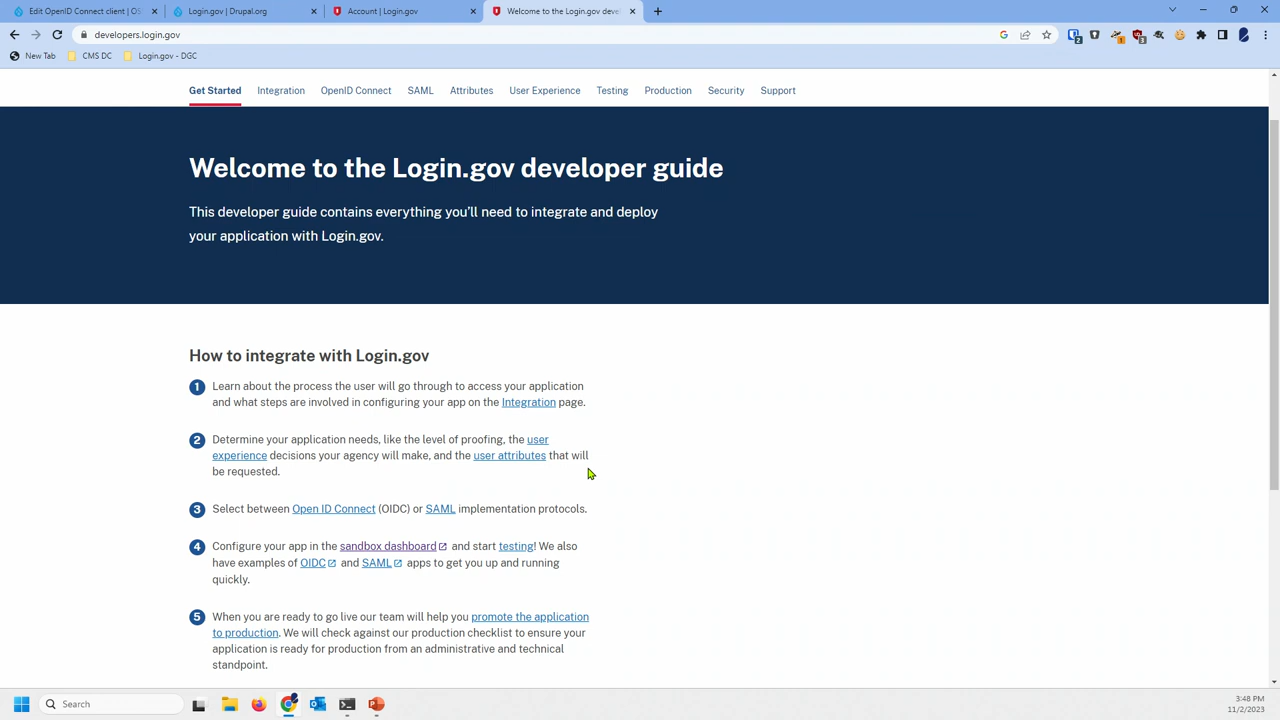 Edit OpenID Connect client | OS
Login.gov | Drupal.org
Account | Login.gov
Welcome to the Login.gov deve
developers.login.gov
New Tab
CMS DC
Login.gov - DGC
Get Started
Integration
OpenID Connect
SAML
Attributes
User Experience
Testing
Production
Security
Support
Welcome to the Login.gov developer guide
This developer guide contains everything you'll need to integrate and deploy
your application with Login.gov.
How to integrate with Login.gov
1 Learn about the process the user will go through to access your application
and what steps are involved in configuring your app on the Integration page.
2 Determine your application needs, like the level of proofing, the user
experience decisions your agency will make, and the user attributes that will
be requested.
3 Select between Open ID Connect (OIDC) or SAML implementation protocols.
4 Configure your app in the sandbox dashboard and start testing! We also
have examples of OIDC and SAML apps to get you up and running
quickly.
5 When you are ready to go live our team will help you promote the application
to production. We will check against our production checklist to ensure your
application is ready for production from an administrative and technical
standpoint.
Search
3:48 PM
11/2/2023